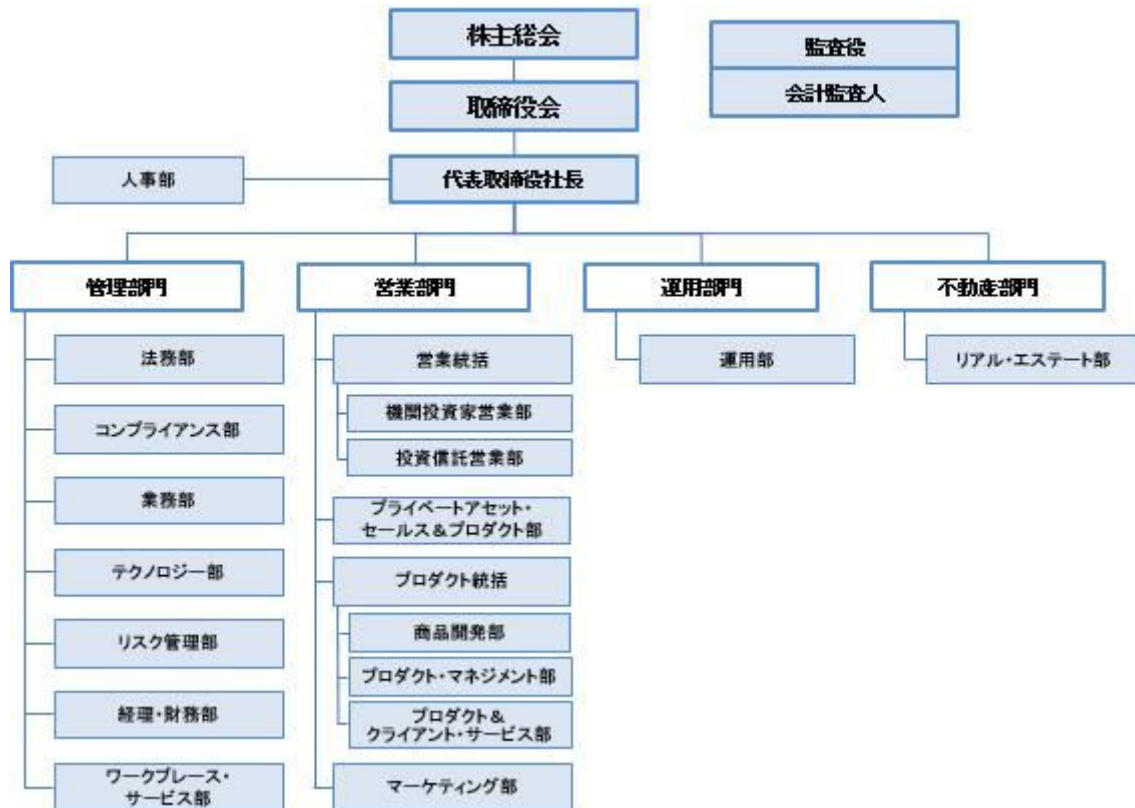 株主総会
監査役
会計監査人
取締役会
人事部
代表取締役社長
管理部門
営業部門
運用部門
不動産部門
法務部
コンプライアンス部
業務部
テクノロジー部
リスク管理部
経理・財務部
ワークプレース・
サービス部
営業統括
機関投資家営業部
投資信託営業部
プライベートアセット・
セールス&プロダクト部
プロダクト統括
商品開発部
プロダクト・マネジメント部
プロダクト&
クライアント・サービス部
マーケティング部
運用部
リアル・エステート部